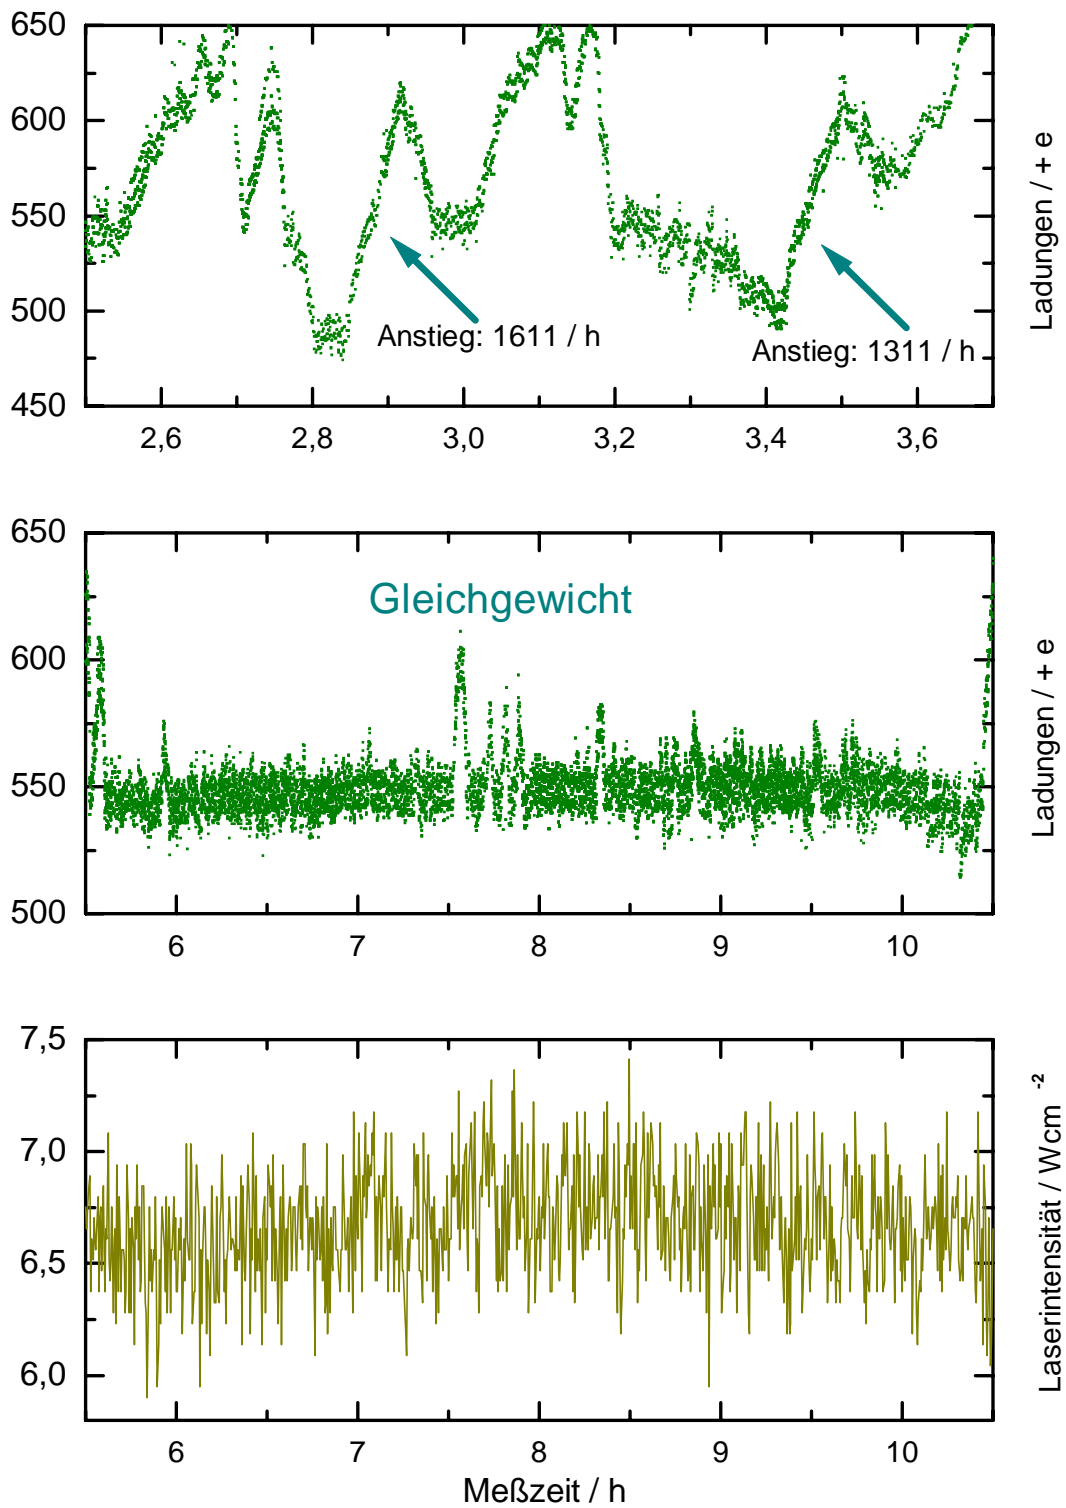 650
600
550
500
450
Ladungen / + e
Anstieg: 1611 / h
Anstieg: 1311 / h
2,6 2,8 3,0 3,2 3,4 3,6
650
600
550
500
Gleichgewicht
Ladungen / + e
6 7 8 9 10
7,5
7,0
6,5
6,0
Laserintensität / Wcm -2
6 7 8 9 10
Meßzeit / h